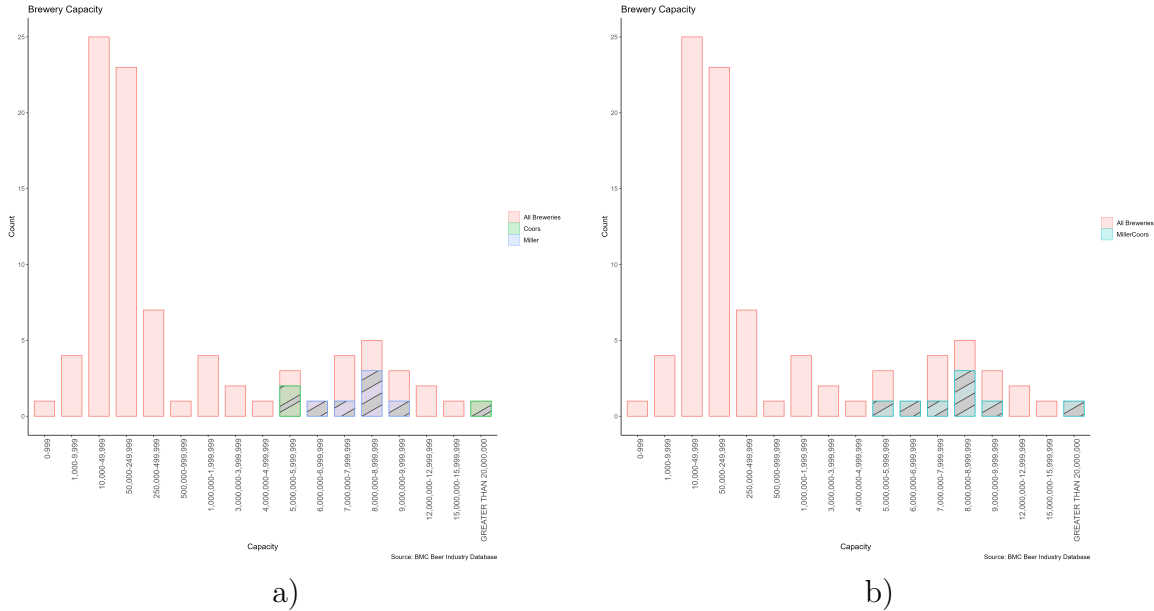 Brewery Capacity
25
20
15
10
5
0
Count
0-999
1,000-9,999
10,000-49,999
50,000-249,999
250,000-499,999
500,000-999,999
1,000,000-1,999,999
3,000,000-3,999,999
4,000,000-4,999,999
5,000,000-5,999,999
6,000,000-6,999,999
7,000,000-7,999,999
8,000,000-8,999,999
9,000,000-9,999,999
12,000,000-12,999,999
15,000,000-15,999,999
GREATER THAN 20,000,000
Capacity
Source: BMC Beer Industry Database
All Breweries
Coors
Miller
a)
Brewery Capacity
25
20
15
10
5
0
Count
0-999
1,000-9,999
10,000-49,999
50,000-249,999
250,000-499,999
500,000-999,999
1,000,000-1,999,999
3,000,000-3,999,999
4,000,000-4,999,999
5,000,000-5,999,999
6,000,000-6,999,999
7,000,000-7,999,999
8,000,000-8,999,999
9,000,000-9,999,999
12,000,000-12,999,999
15,000,000-15,999,999
GREATER THAN 20,000,000
Capacity
Source: BMC Beer Industry Database
All Breweries
MillerCoors
b)